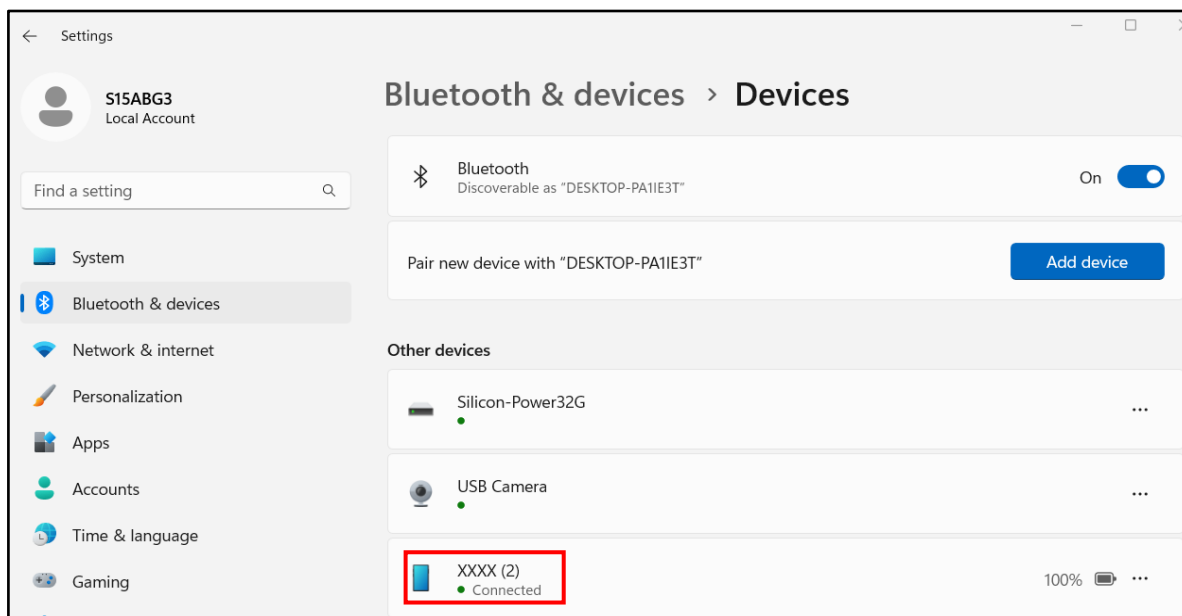 Settings
S15ABG3
Local Account
Find a setting
System
Bluetooth & devices
Network & internet
Personalization
Apps
Accounts
Time & language
Gaming
Bluetooth & devices > Devices
Bluetooth
Discoverable as “DESKTOP-PA1IE3T”
On
Pair new device with “DESKTOP-PA1IE3T”
Add device
Other devices
Silicon-Power32G
USB Camera
XXXX (2)
Connected
100%